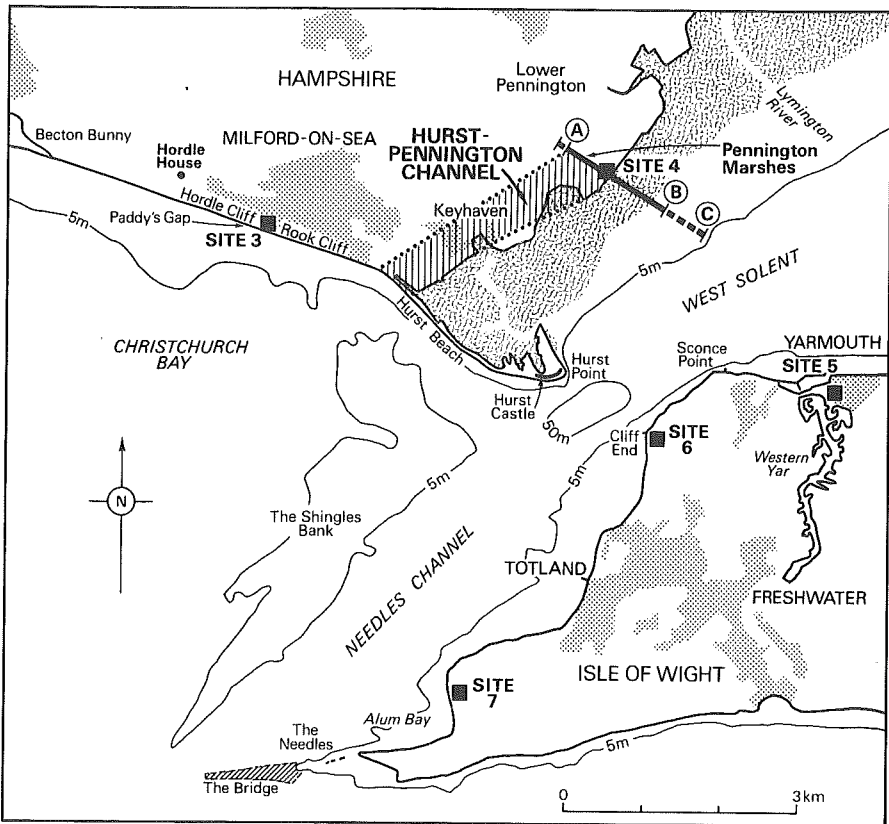 HAMPSHIRE
Lower
Pennington
Lymington
River
Becton Bunny
Hordle
House
MILFORD-ON-SEA
HURST-
PENNINGTON
CHANNEL
A
SITE 4
Pennington
Marshes
B
C
Keyhaven
5m
Hordle Cliff
Paddy's Gap
SITE 3
Rook Cliff
5m
WEST SOLENT
Hurst Beach
CHRISTCHURCH
BAY
Hurst
Point
Hurst
Castle
50m
Sconce
Point
YARMOUTH
SITE 5
Cliff
End
SITE
6
Western
Yar
N
5m
5m
The Shingles
Bank
NEEDLES CHANNEL
TOTLAND
FRESHWATER
ISLE OF WIGHT
SITE
7
Alum Bay
The
Needles
The Bridge
5m
0
3km